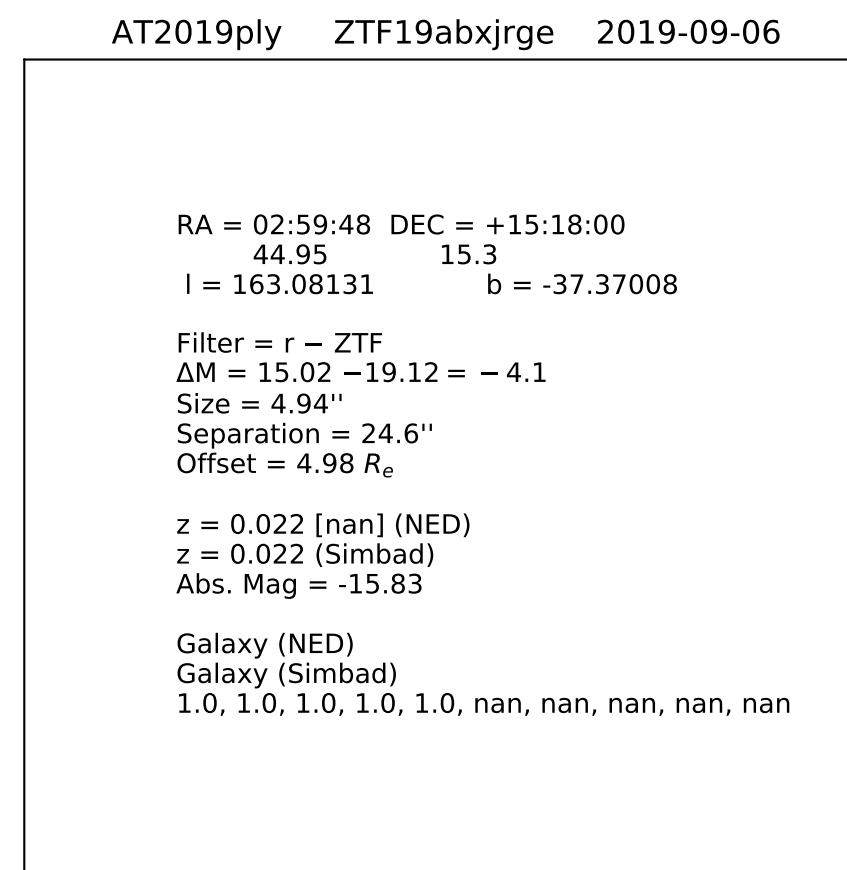 AT2019ply ZTF19abxjrge 2019-09-06
RA = 02:59:48 DEC = +15:18:00
44.95 15.3
l = 163.08131 b = -37.37008
Filter = r − ZTF
ΔM = 15.02 −19.12 = − 4.1
Size = 4.94''
Separation = 24.6''
Offset = 4.98 Re
z = 0.022 [nan] (NED)
z = 0.022 (Simbad)
Abs. Mag = -15.83
Galaxy (NED)
Galaxy (Simbad)
1.0, 1.0, 1.0, 1.0, 1.0, nan, nan, nan, nan, nan